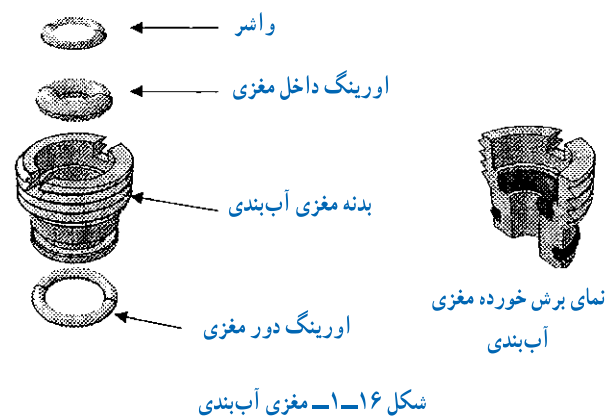 واشر
اورینگ داخل مغزی
بدنه مغزی آب‌بندی
اورینگ دور مغزی
نمای برش خورده مغزی
آب‌بندی
شکل ۱۶ــ۱ــ مغزی آب‌بندی